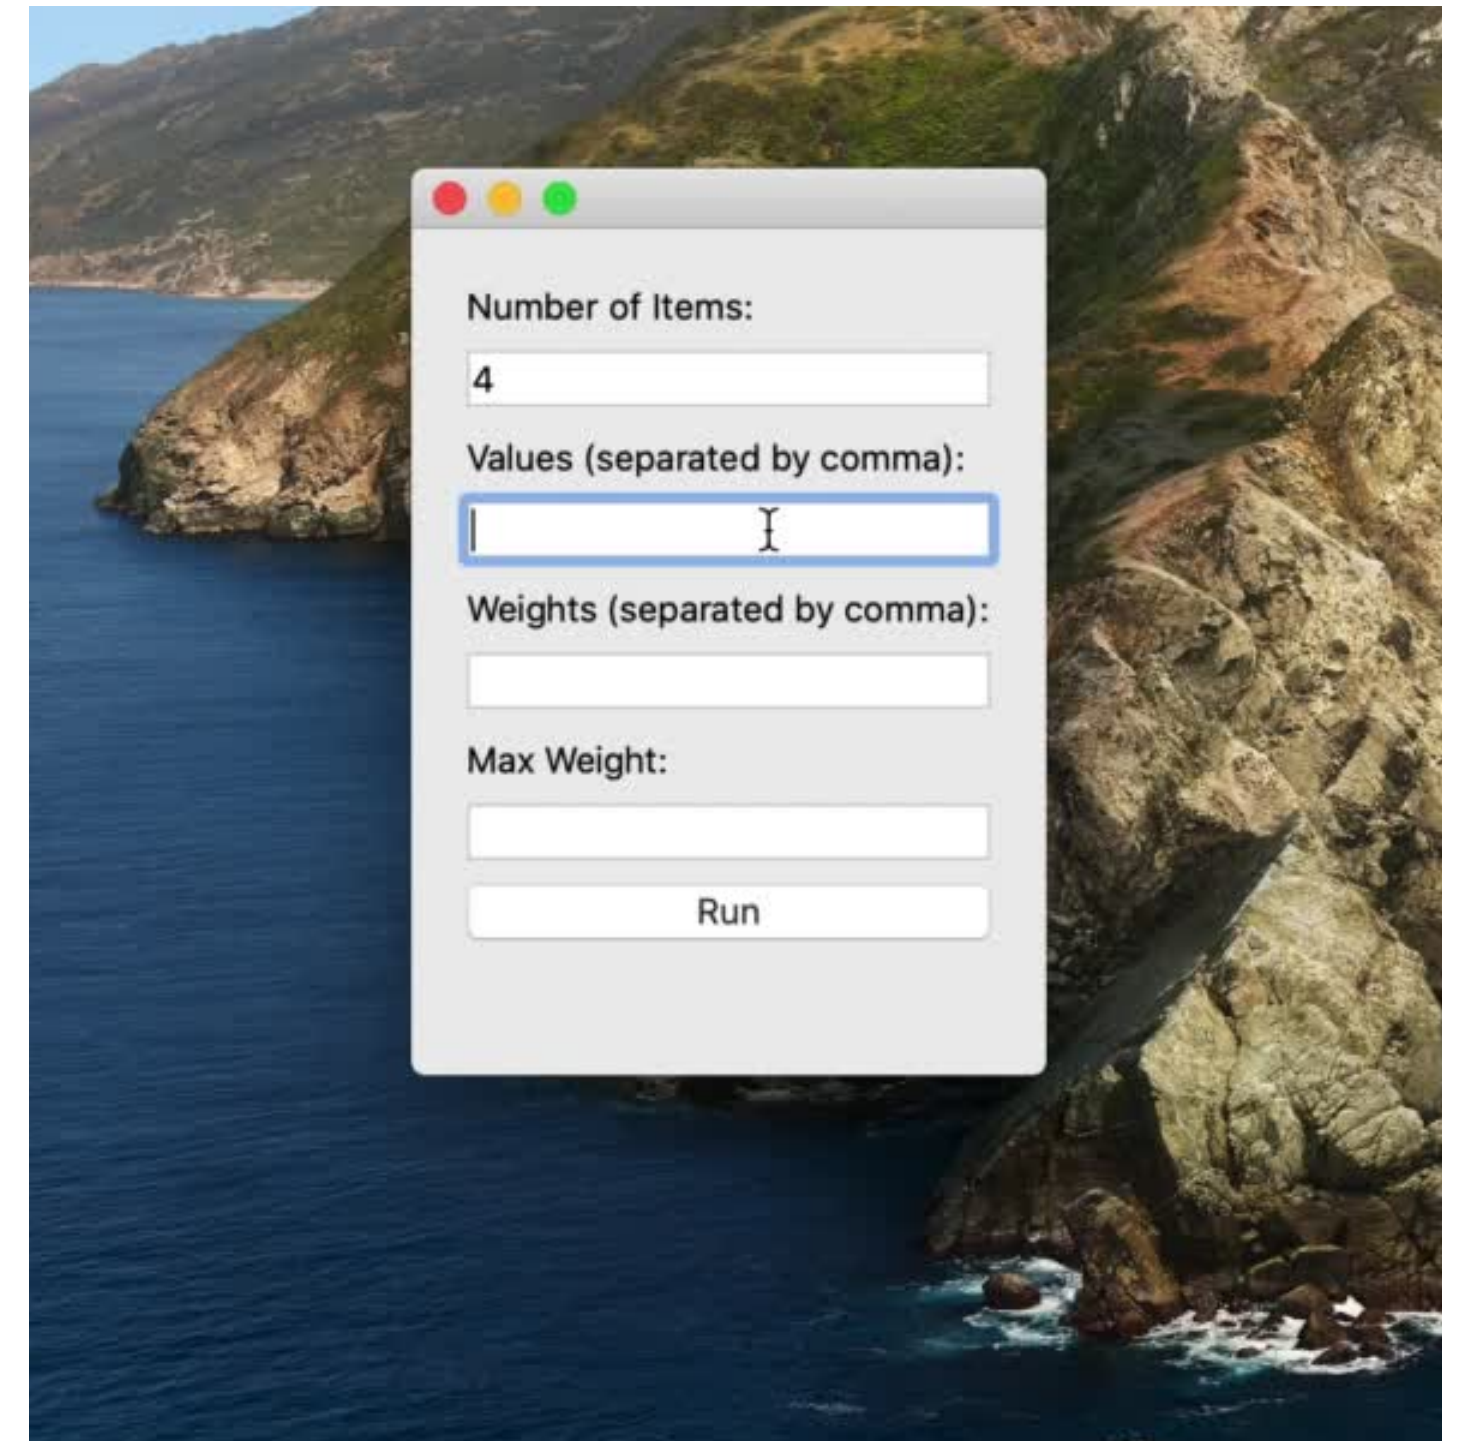 Number of Items:
4
Values (separated by comma):
Weights (separated by comma):
Max Weight:
Run